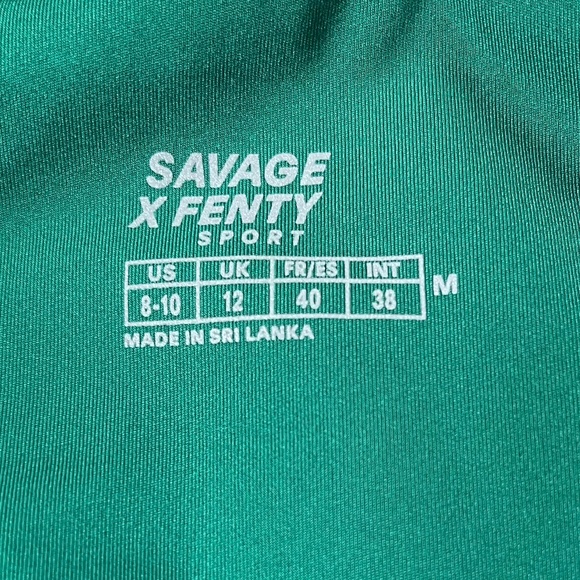 SAVAGE
X FENTY
SPORT
US UK FR/ES INT
8-10 12 40 38 M
MADE IN SRI LANKA